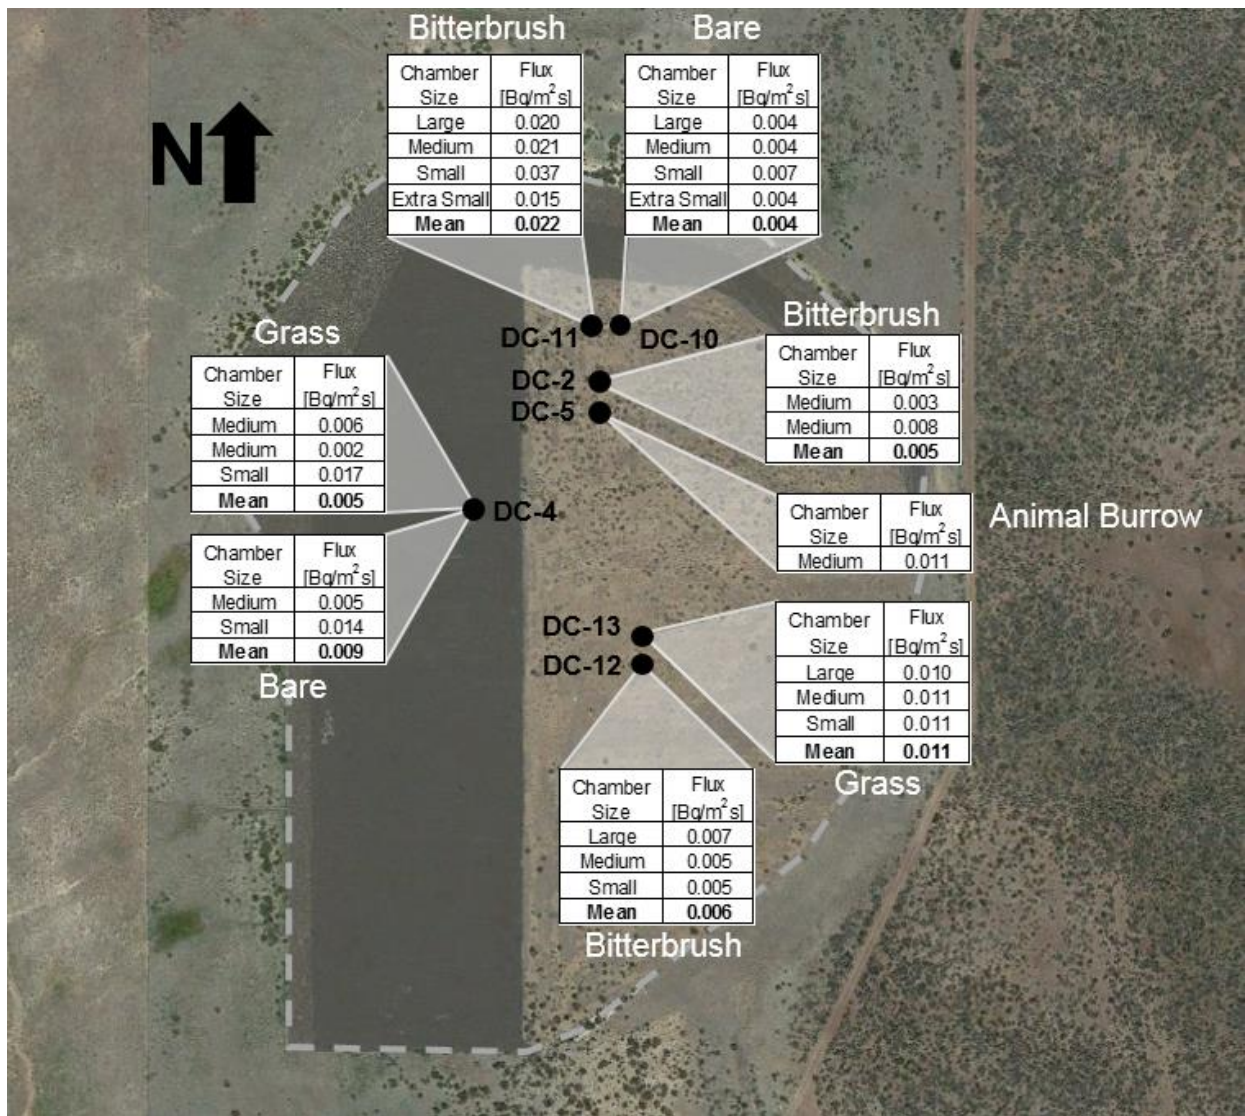 Bitterbrush
Chamber Size Flux [Bq/m²s]
Large 0.020
Medium 0.021
Small 0.037
Extra Small 0.015
Mean 0.022
Bare
Chamber Size Flux [Bq/m²s]
Large 0.004
Medium 0.004
Small 0.007
Extra Small 0.004
Mean 0.004
N
DC-11
DC-10
DC-2
DC-5
DC-4
DC-13
DC-12
Grass
Chamber Size Flux [Bq/m²s]
Medium 0.006
Medium 0.002
Small 0.017
Mean 0.005
Chamber Size Flux [Bq/m²s]
Medium 0.005
Small 0.014
Mean 0.009
Bare
Bitterbrush
Chamber Size Flux [Bq/m²s]
Medium 0.003
Medium 0.008
Mean 0.005
Chamber Size Flux [Bq/m²s]
Medium 0.011
Animal Burrow
Chamber Size Flux [Bq/m²s]
Large 0.010
Medium 0.011
Small 0.011
Mean 0.011
Grass
Chamber Size Flux [Bq/m²s]
Large 0.007
Medium 0.005
Small 0.005
Mean 0.006
Bitterbrush